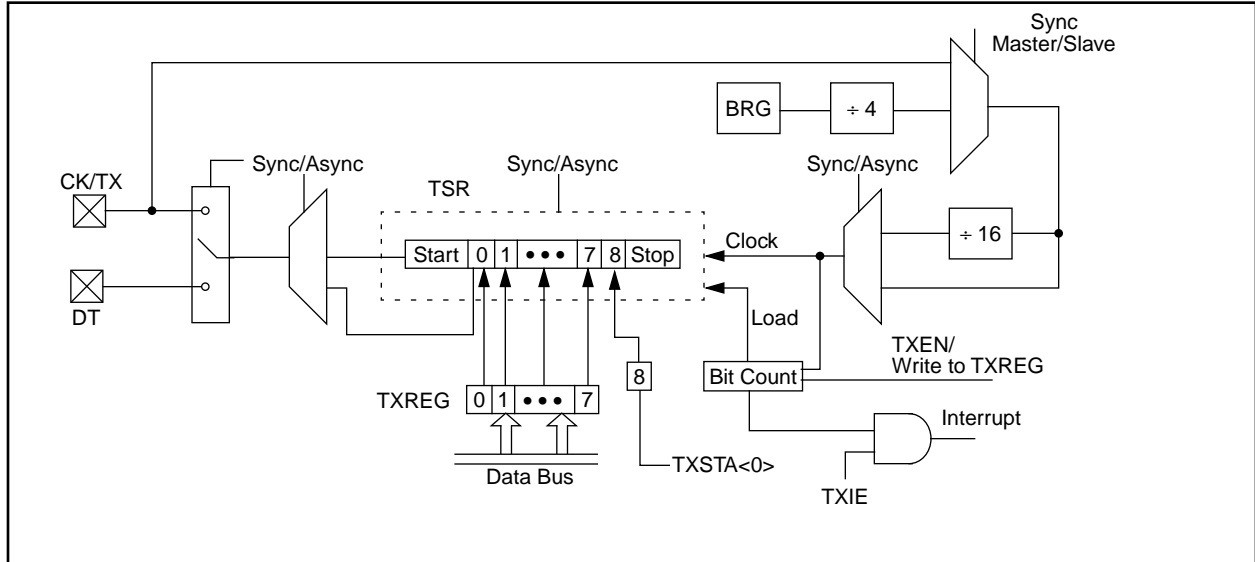 Sync
Master/Slave
BRG
÷ 4
Sync/Async
Sync/Async
Sync/Async
CK/TX
TSR
÷ 16
Clock
Start 0 1 ••• 7 8 Stop
DT
Load
TXEN/
Write to TXREG
8
Bit Count
TXREG
0 1 ••• 7
Interrupt
TXSTA<0>
Data Bus
TXIE